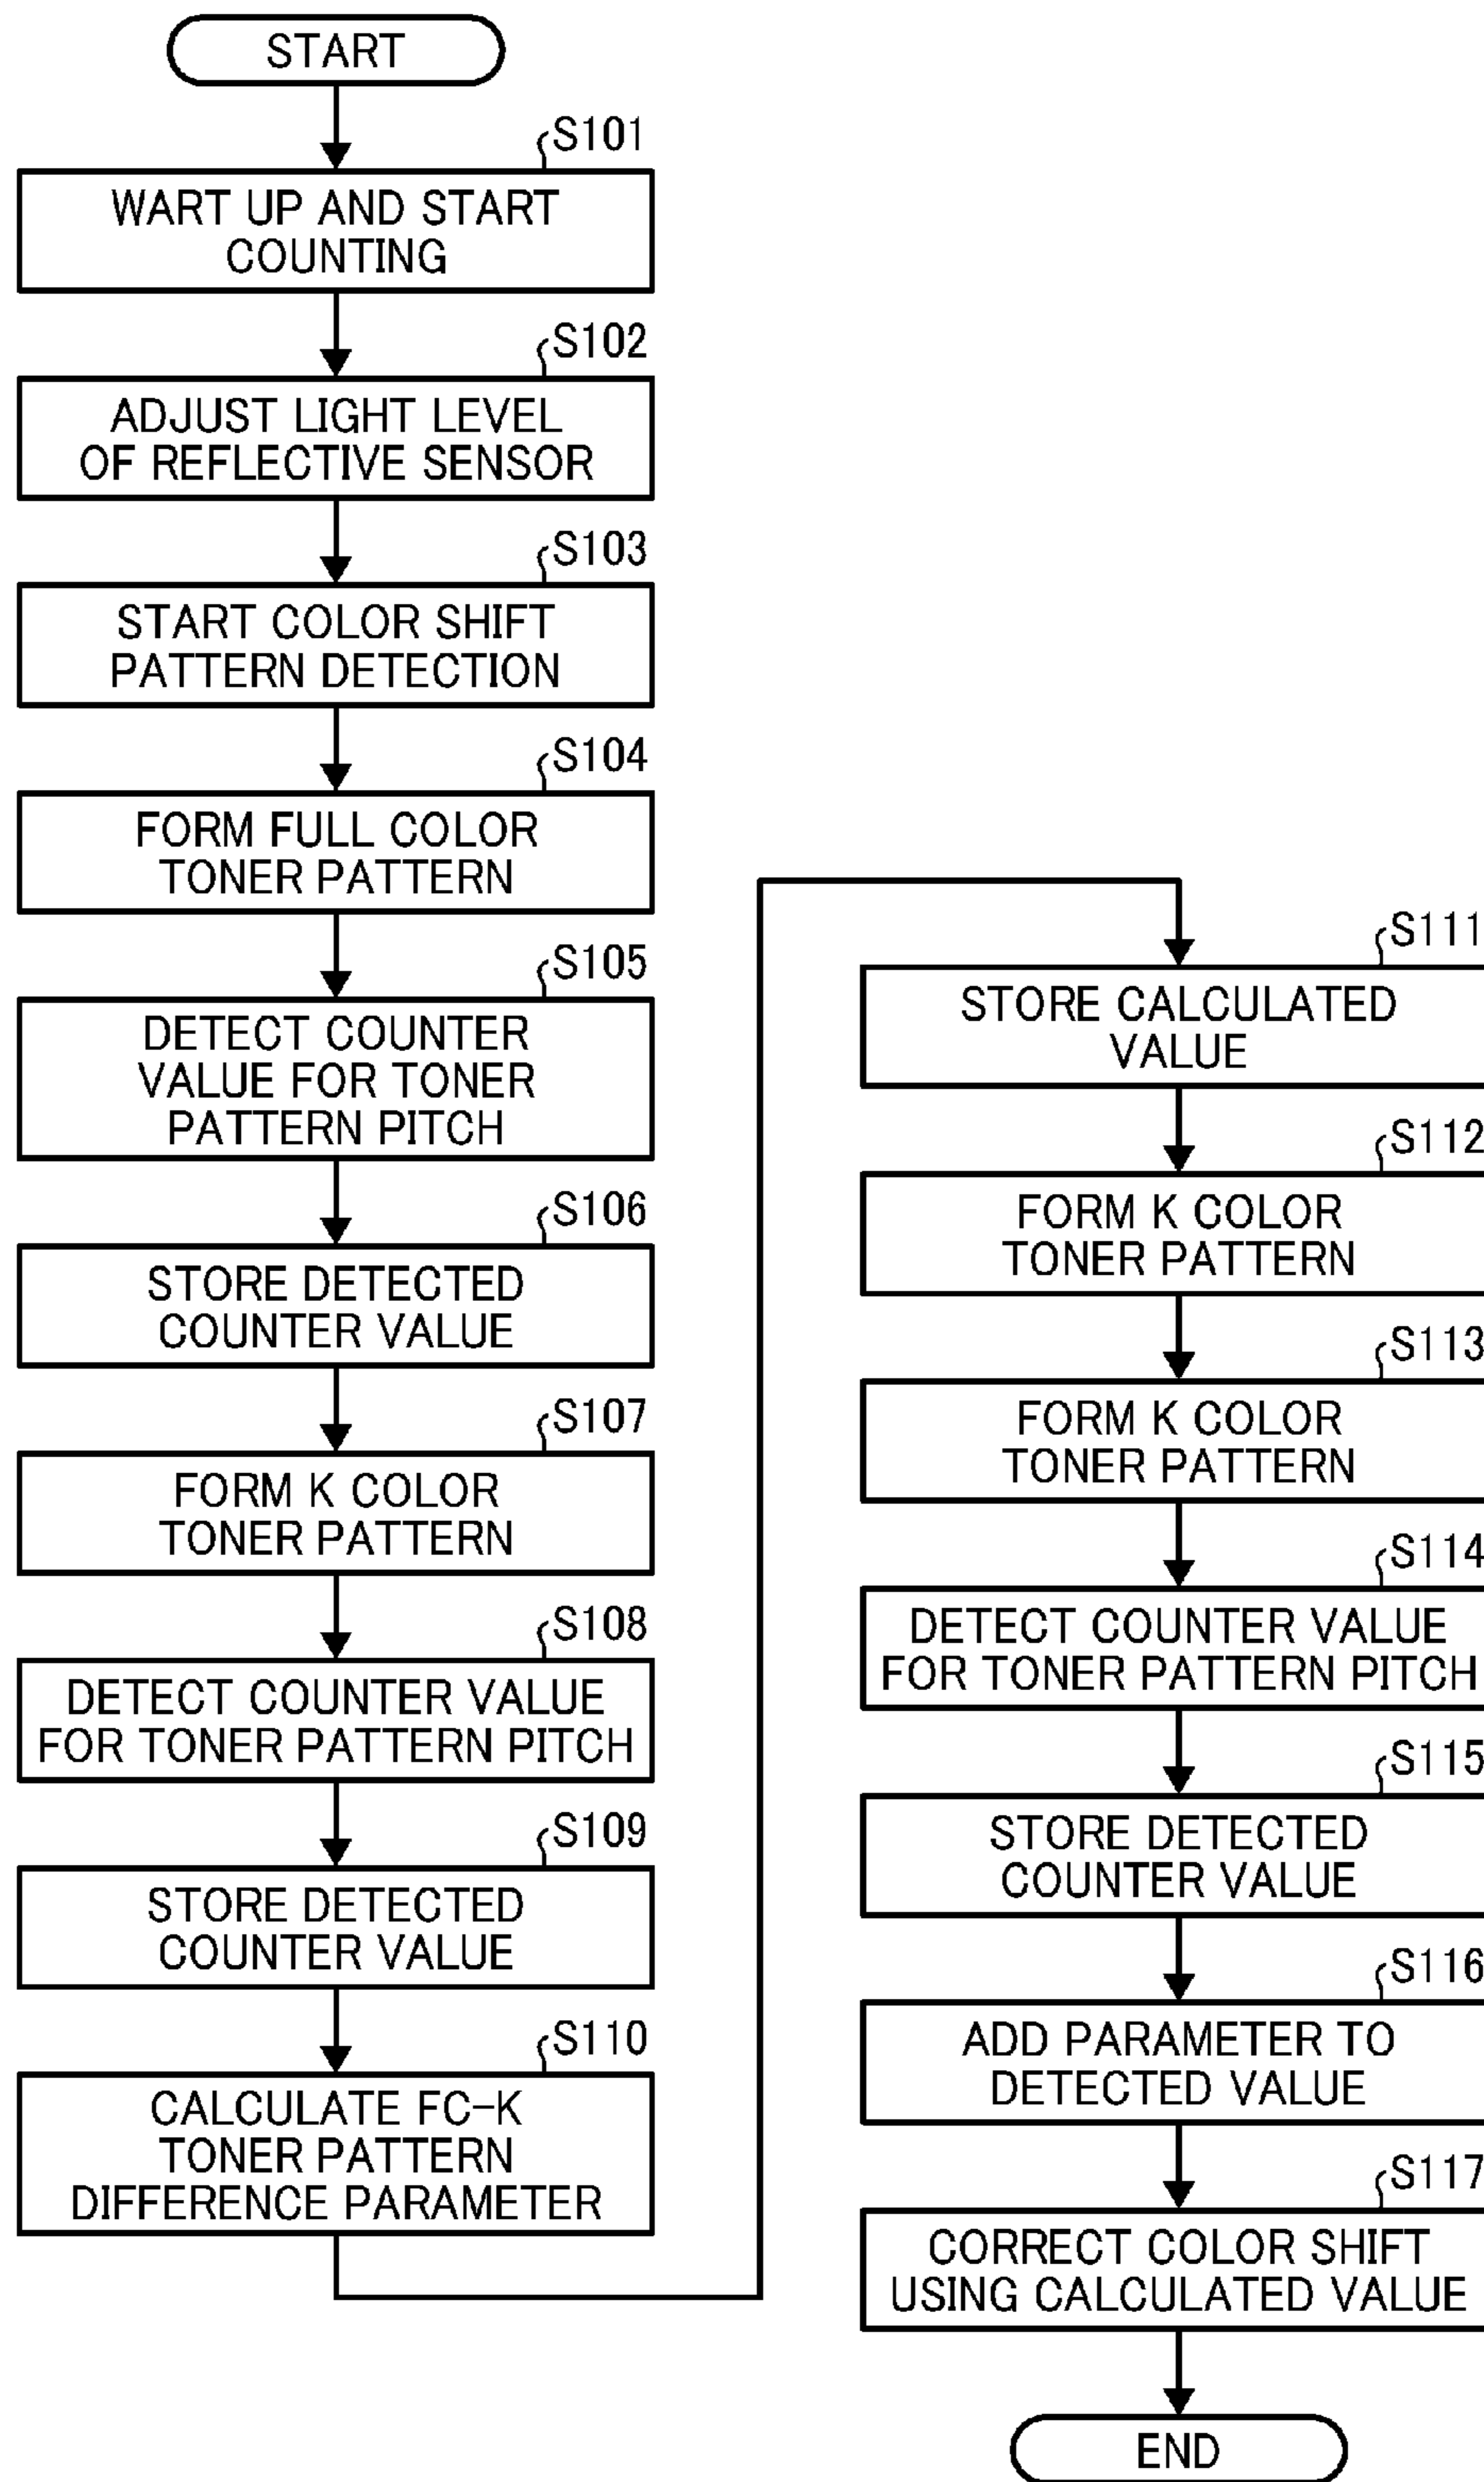 START
S101
WART UP AND START
COUNTING
S102
ADJUST LIGHT LEVEL
OF REFLECTIVE SENSOR
S103
START COLOR SHIFT
PATTERN DETECTION
S104
FORM FULL COLOR
TONER PATTERN
S105
DETECT COUNTER
VALUE FOR TONER
PATTERN PITCH
S106
STORE DETECTED
COUNTER VALUE
S107
FORM K COLOR
TONER PATTERN
S108
DETECT COUNTER VALUE
FOR TONER PATTERN PITCH
S109
STORE DETECTED
COUNTER VALUE
S110
CALCULATE FC-K
TONER PATTERN
DIFFERENCE PARAMETER
S111
STORE CALCULATED
VALUE
S112
FORM K COLOR
TONER PATTERN
S113
FORM K COLOR
TONER PATTERN
S114
DETECT COUNTER VALUE
FOR TONER PATTERN PITCH
S115
STORE DETECTED
COUNTER VALUE
S116
ADD PARAMETER TO
DETECTED VALUE
S117
CORRECT COLOR SHIFT
USING CALCULATED VALUE
END